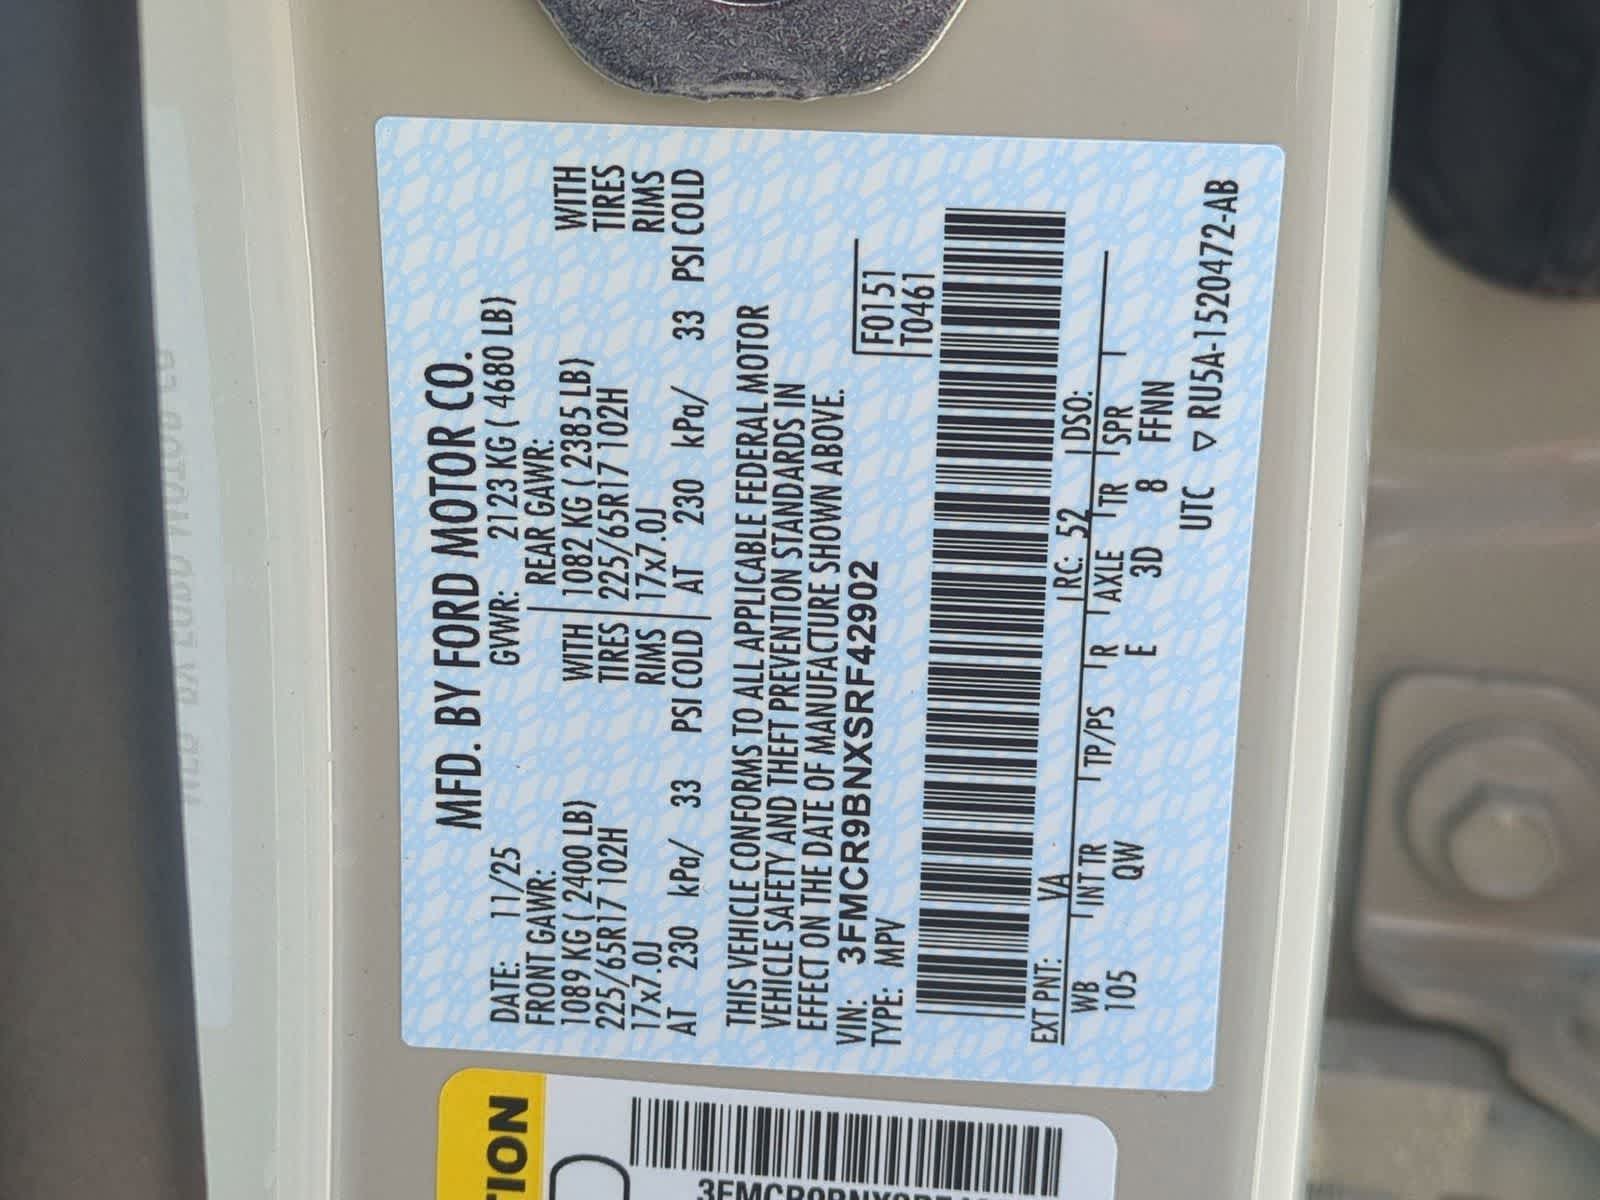 MFD. BY FORD MOTOR CO.
DATE: 11/25 GVWR: 2123 KG ( 4680 LB)
FRONT GAWR: REAR GAWR:
1089 KG ( 2400 LB) WITH 1082 KG ( 2385 LB) WITH
225/65R17 102H TIRES 225/65R17 102H TIRES
17x7.0J RIMS 17x7.0J RIMS
AT 230 kPa/ 33 PSI COLD AT 230 kPa/ 33 PSI COLD
THIS VEHICLE CONFORMS TO ALL APPLICABLE FEDERAL MOTOR
VEHICLE SAFETY AND THEFT PREVENTION STANDARDS IN
EFFECT ON THE DATE OF MANUFACTURE SHOWN ABOVE.
VIN: 3FMCR9BNXSRF42902 F0151
TYPE: MPV T0461
EXT PNT: VA RC: 52 DSO:
WB INT TR TP/PS R AXLE TR SPR
105 QW E 3D 8 FFNN
UTC ▽ RU5A-1520472-AB